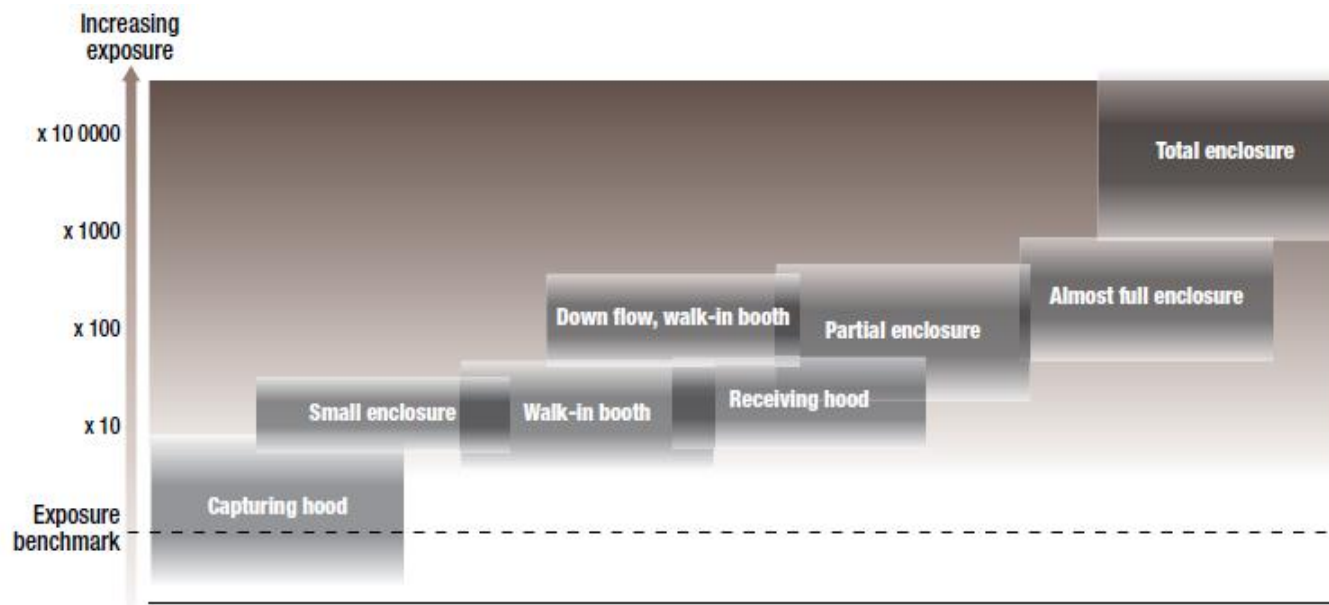 Increasing
exposure
x 10 0000
Total enclosure
x 1000
Almost full enclosure
Down flow, walk-in booth
x 100
Partial enclosure
Receiving hood
Small enclosure
Walk-in booth
x 10
Capturing hood
Exposure
benchmark